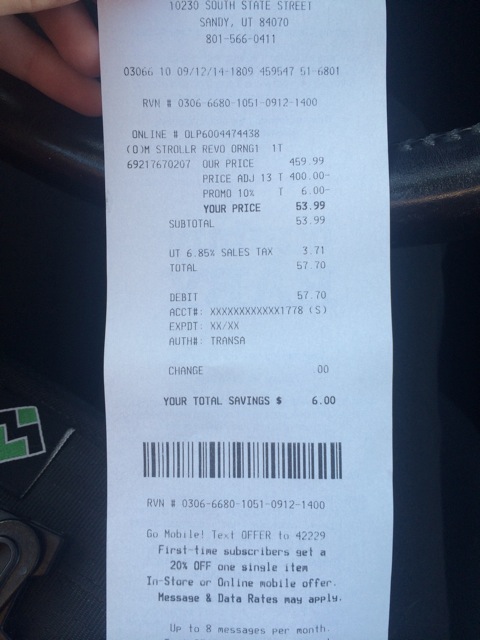 10230 SOUTH STATE STREET
SANDY, UT 84070
801-566-0411
03066 10 09/12/14-1809 459547 51-6801
RVN # 0306-6680-1051-0912-1400
ONLINE # OLP6004474438
(O)M STROLLR REVO ORNG1 1T
69217670207 OUR PRICE 459.99
PRICE ADJ 13 T 400.00-
PROMO 10% T 6.00-
YOUR PRICE 53.99
SUBTOTAL 53.99
UT 6.85% SALES TAX 3.71
TOTAL 57.70
DEBIT 57.70
ACCT#: XXXXXXXXXXXX1778 (S)
EXPDT: XX/XX
AUTH#: TRANSA
CHANGE 00
YOUR TOTAL SAVINGS $ 6.00
RVN # 0306-6680-1051-0912-1400
Go Mobile! Text OFFER to 42229
First-time subscribers get a
20% OFF one single item
In-Store or Online mobile offer.
Message & Data Rates may apply.
Up to 8 messages per month.